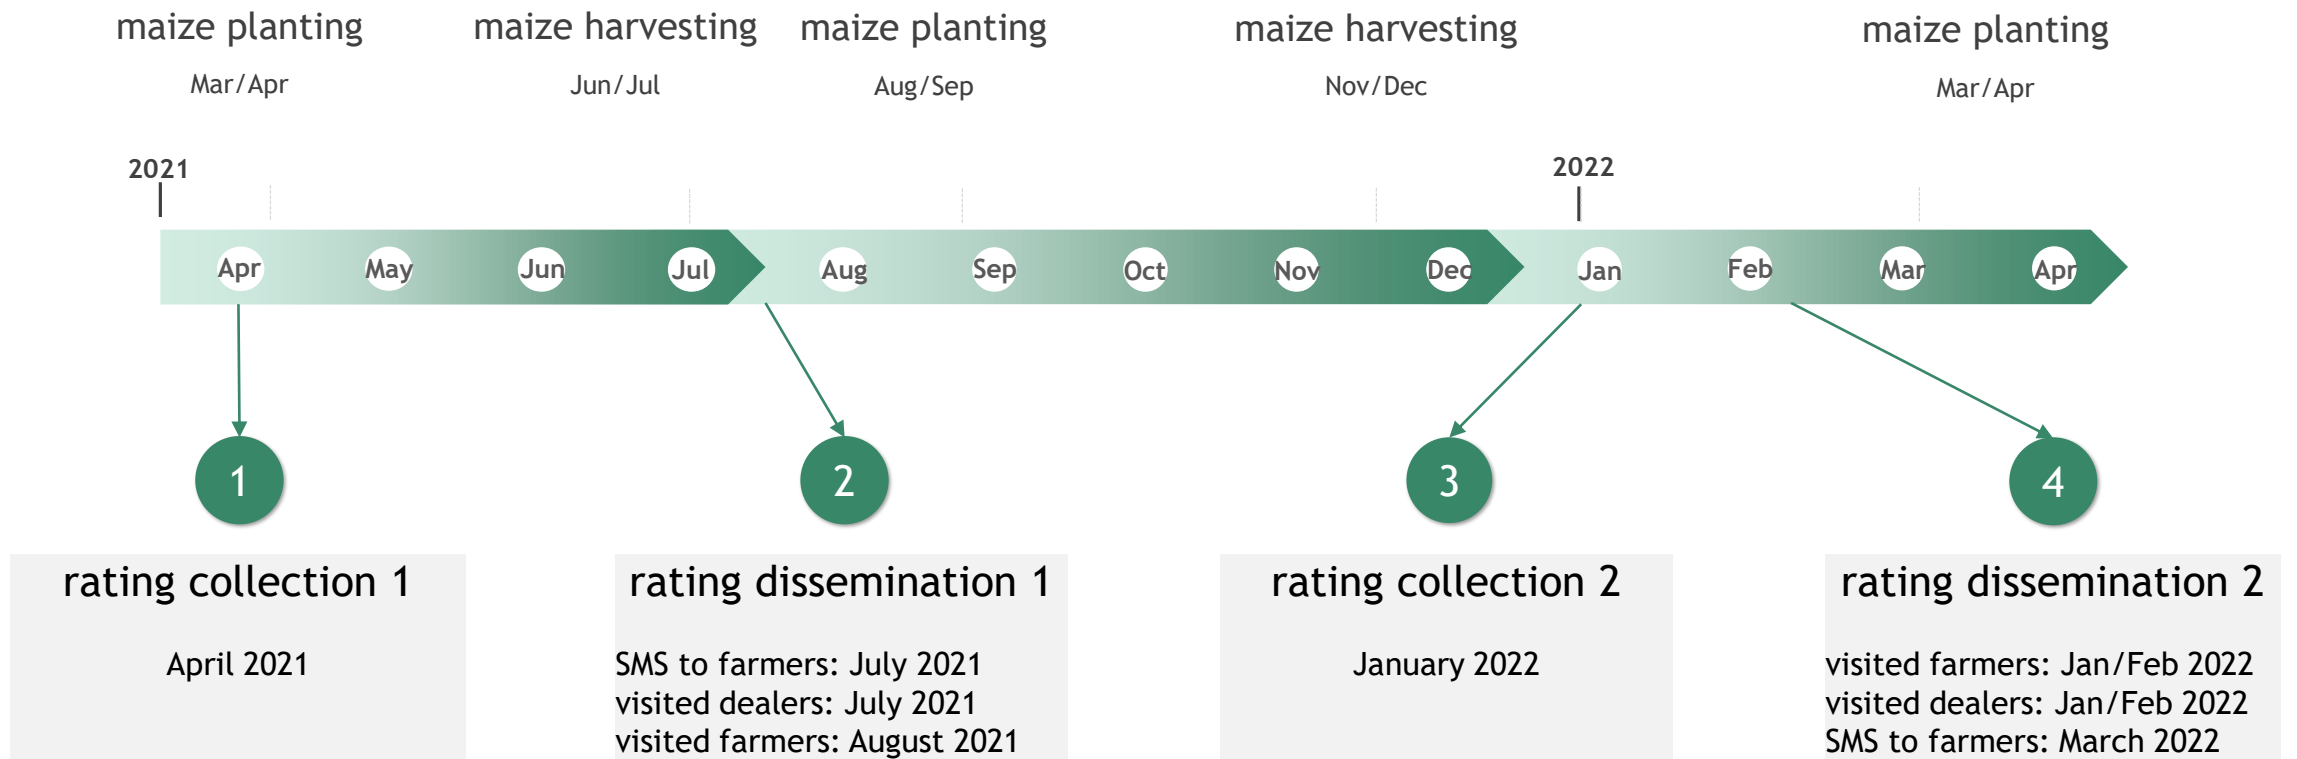 maize planting
Mar/Apr
maize harvesting
Jun/Jul
maize planting
Aug/Sep
maize harvesting
Nov/Dec
maize planting
Mar/Apr
2021
2022
Apr
May
Jun
Jul
Aug
Sep
Oct
Nov
Dec
Jan
Feb
Mar
Apr
1
2
3
4
rating collection 1
April 2021
rating dissemination 1
SMS to farmers: July 2021
visited dealers: July 2021
visited farmers: August 2021
rating collection 2
January 2022
rating dissemination 2
visited farmers: Jan/Feb 2022
visited dealers: Jan/Feb 2022
SMS to farmers: March 2022